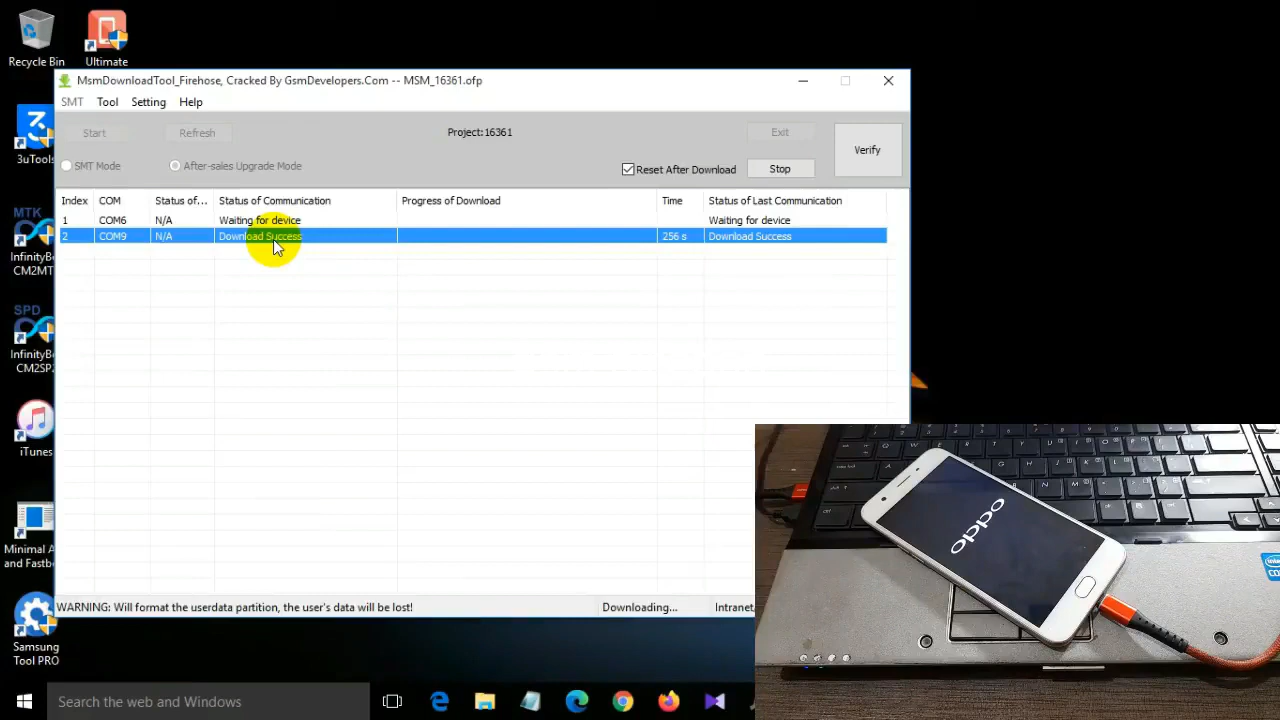 Recycle Bin
Ultimate
MsmDownloadTool_Firehose, Cracked By GsmDevelopers.Com -- MSM_16361.ofp
SMT Tool Setting Help
Start Refresh Project:16361 Exit Verify
SMT Mode After-sales Upgrade Mode Reset After Download Stop
Index COM Status of... Status of Communication Progress of Download Time Status of Last Communication
1 COM6 N/A Waiting for device Waiting for device
2 COM9 N/A Download Success 256 s Download Success
3uTools
MTK
InfinityB
CM2MT
SPD
InfinityBo
CM2SP
iTunes
Minimal A
and Fastb
Samsung
Tool PRO
WARNING: Will format the userdata partition, the user's data will be lost! Downloading... Intranet,
oppo
Search the web and Windows